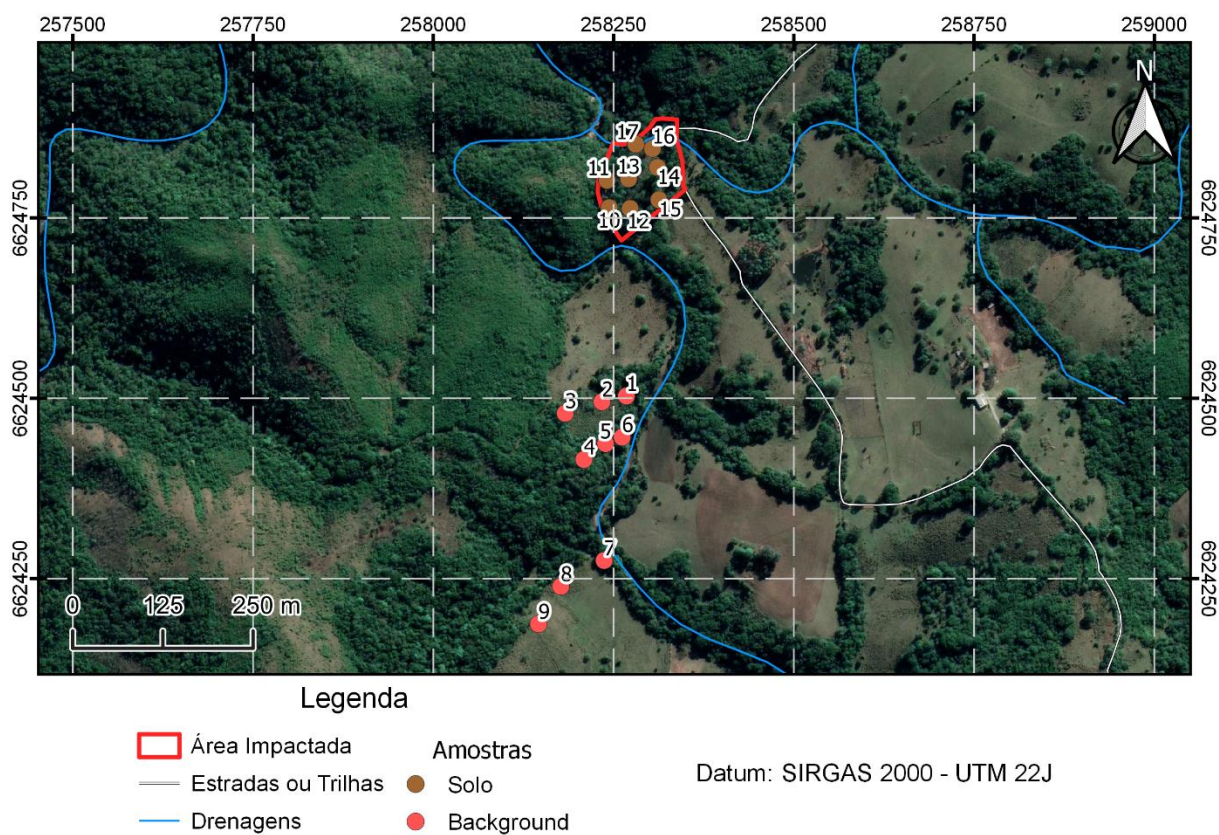 257500 257750 258000 258250 258500 258750 259000
N
17
16
11
13
14
15
10 12
6624750
6624750
1
2
3
6
5
4
6624500
6624500
7
8
9
6624250
6624250
0 125 250 m
Legenda
Área Impactada
Amostras
Estradas ou Trilhas
Solo
Datum: SIRGAS 2000 - UTM 22J
Drenagens
Background